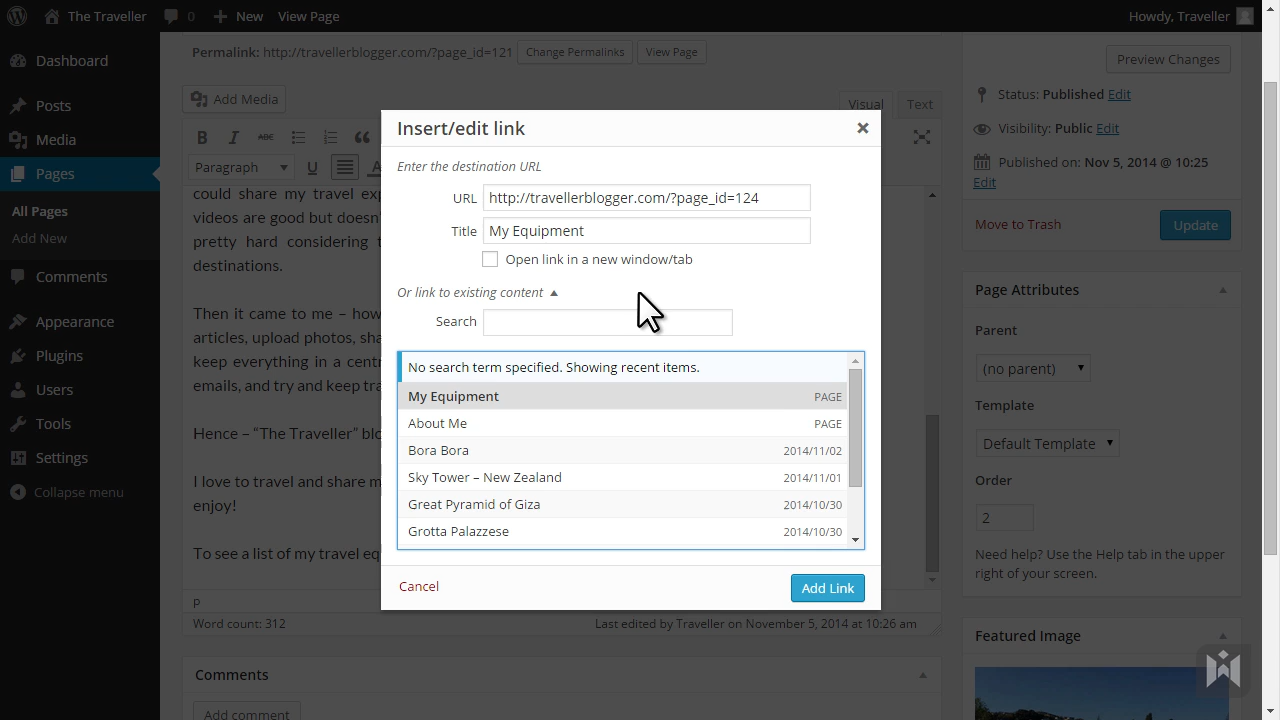 The Traveller
0
New
View Page
Howdy, Traveller
Dashboard
Posts
Media
Pages
All Pages
Add New
Comments
Appearance
Plugins
Users
Tools
Settings
Collapse menu
Permalink: http://travellerblogger.com/?page_id=121
Change Permalinks
View Page
Add Media
Visual
Text
B I ABC
Paragraph
U
A
could share my travel exp
videos are good but doesn'
pretty hard considering t
destinations.
Then it came to me – how
articles, upload photos, sha
keep everything in a centr
emails, and try and keep tra
Hence – “The Traveller” blo
I love to travel and share m
enjoy!
To see a list of my travel eq
P
Word count: 312
Last edited by Traveller on November 5, 2014 at 10:26 am
Comments
Add comment
Insert/edit link
Enter the destination URL
URL
http://travellerblogger.com/?page_id=124
Title
My Equipment
Open link in a new window/tab
Or link to existing content
Search
No search term specified. Showing recent items.
My Equipment PAGE
About Me PAGE
Bora Bora 2014/11/02
Sky Tower – New Zealand 2014/11/01
Great Pyramid of Giza 2014/10/30
Grotta Palazzese 2014/10/30
Cancel
Add Link
Preview Changes
Status: Published Edit
Visibility: Public Edit
Published on: Nov 5, 2014 @ 10:25
Edit
Move to Trash
Update
Page Attributes
Parent
(no parent)
Template
Default Template
Order
2
Need help? Use the Help tab in the upper
right of your screen.
Featured Image